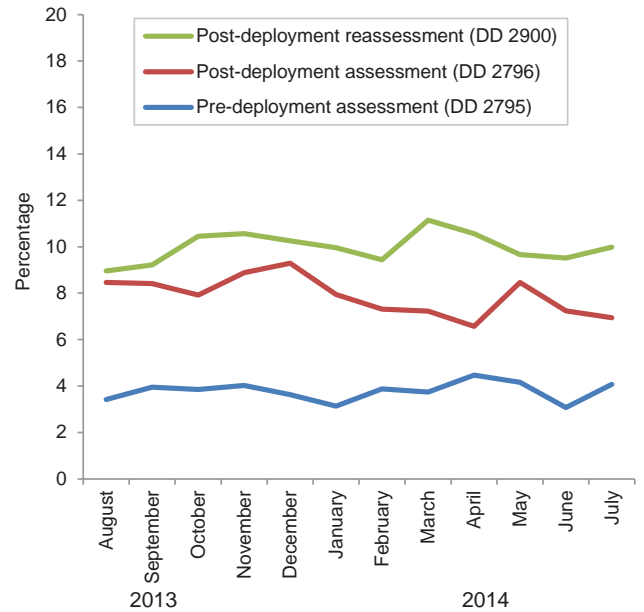 20
18
16
14
12
10
8
6
4
2
0
Percentage
Post-deployment reassessment (DD 2900)
Post-deployment assessment (DD 2796)
Pre-deployment assessment (DD 2795)
August
September
October
November
December
January
February
March
April
May
June
July
2013
2014